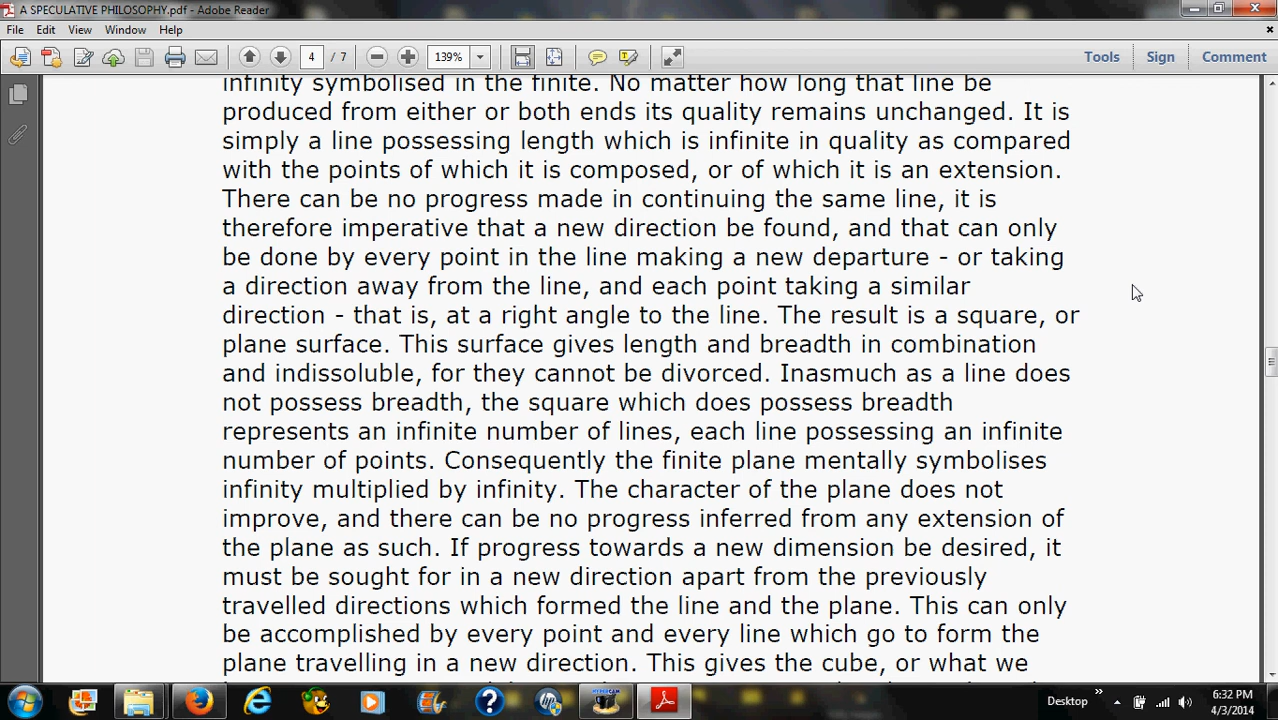 A SPECULATIVE PHILOSOPHY.pdf - Adobe Reader
File Edit View Window Help
4 / 7 139% Tools Sign Comment
infinity symbolised in the finite. No matter how long that line be
produced from either or both ends its quality remains unchanged. It is
simply a line possessing length which is infinite in quality as compared
with the points of which it is composed, or of which it is an extension.
There can be no progress made in continuing the same line, it is
therefore imperative that a new direction be found, and that can only
be done by every point in the line making a new departure - or taking
a direction away from the line, and each point taking a similar
direction - that is, at a right angle to the line. The result is a square, or
plane surface. This surface gives length and breadth in combination
and indissoluble, for they cannot be divorced. Inasmuch as a line does
not possess breadth, the square which does possess breadth
represents an infinite number of lines, each line possessing an infinite
number of points. Consequently the finite plane mentally symbolises
infinity multiplied by infinity. The character of the plane does not
improve, and there can be no progress inferred from any extension of
the plane as such. If progress towards a new dimension be desired, it
must be sought for in a new direction apart from the previously
travelled directions which formed the line and the plane. This can only
be accomplished by every point and every line which go to form the
plane travelling in a new direction. This gives the cube, or what we
Desktop 6:32 PM
4/3/2014